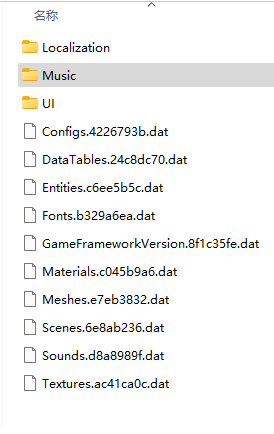 名称
Localization
Music
UI
Configs.4226793b.dat
DataTables.24c8dc70.dat
Entities.c6ee5b5c.dat
Fonts.b329a6ea.dat
GameFrameworkVersion.8f1c35fe.dat
Materials.c045b9a6.dat
Meshes.e7eb3832.dat
Scenes.6e8ab236.dat
Sounds.d8a8989f.dat
Textures.ac41ca0c.dat